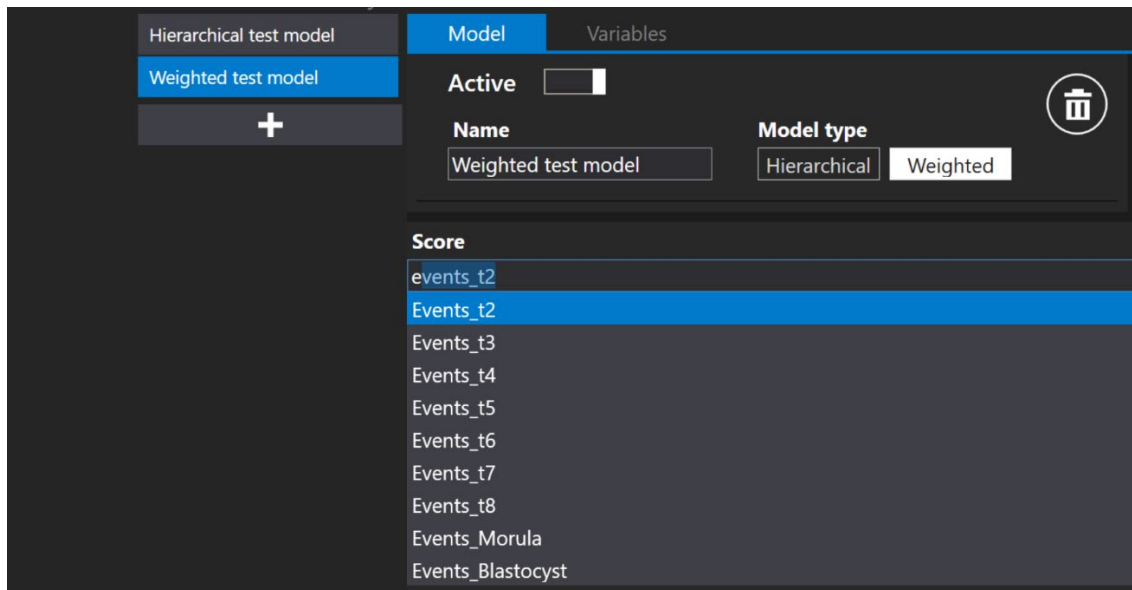 Hierarchical test model
Weighted test model
Model Variables
Active
Name
Weighted test model
Model type
Hierarchical Weighted
Score
events_t2
Events_t2
Events_t3
Events_t4
Events_t5
Events_t6
Events_t7
Events_t8
Events_Morula
Events_Blastocyst